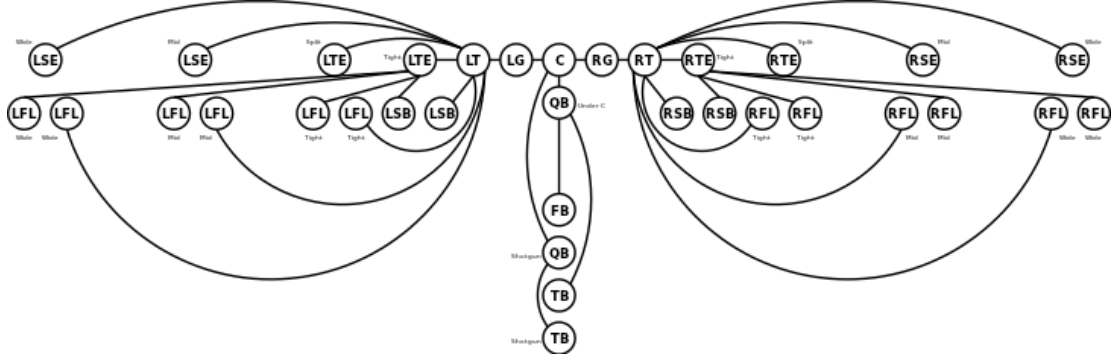 Wide Mid Split Mid Wide Split
LSE LSE LTE Tight LTE LT LG C RG RT RTE Tight RTE RSE RSE
LFL LFL LFL LFL LFL LFL LSB LSB QB Under C RSB RSB RFL RFL RFL RFL RFL RFL
Wide Wide Mid Mid Tight Tight Tight Tight Mid Mid Wide Wide
FB
Shotgun QB
TB
Shotgun TB